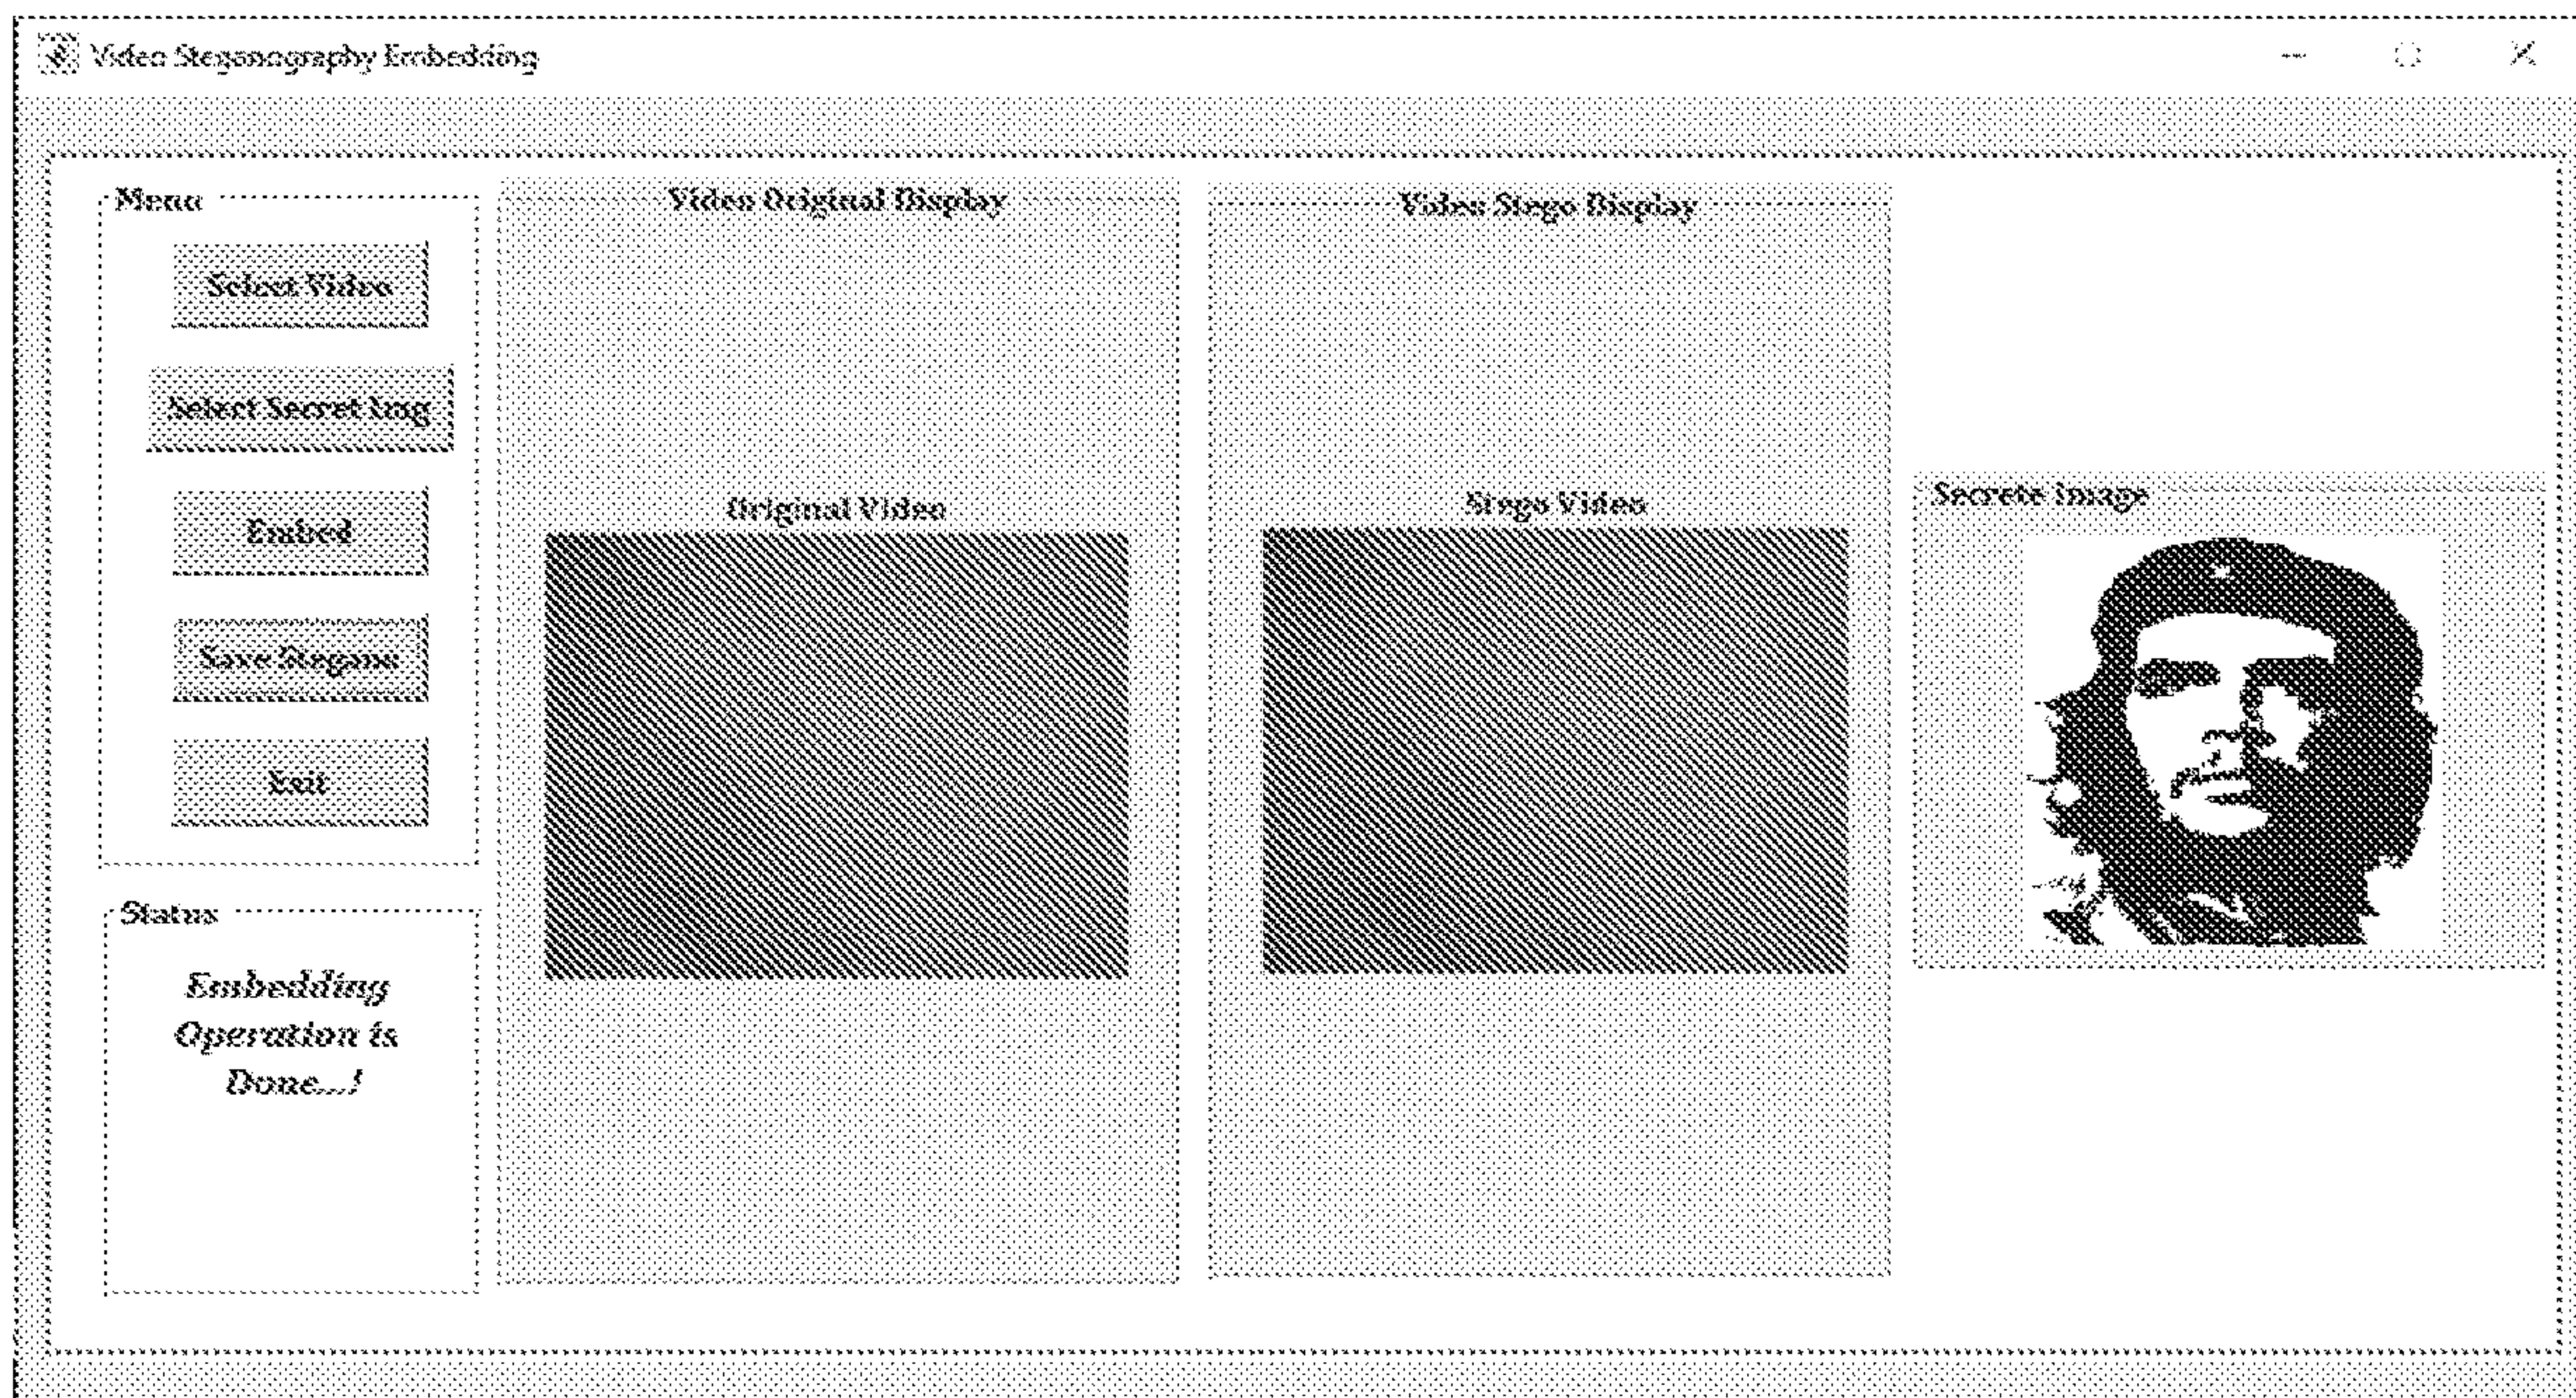 Video Steganography Embedding
Menu
Select Video
Select Secret Img
Embed
Save Stegano
Exit
Status
Embedding
Operation is
Done...!
Video Original Display
Original Video
Video Stego Display
Stego Video
Secrete Image